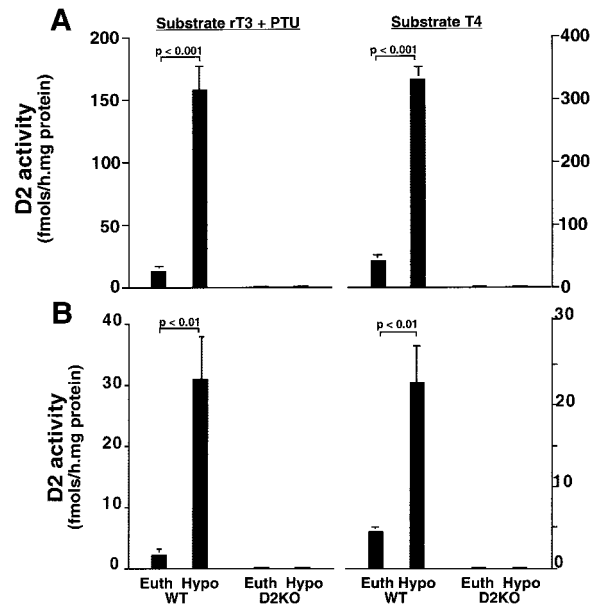 A
Substrate rT3 + PTU
Substrate T4
D2 activity
(fmols/h.mg protein)
200
150
100
50
0
p < 0.001
p < 0.001
400
300
200
100
0
B
D2 activity
(fmols/h.mg protein)
40
30
20
10
0
p < 0.01
p < 0.01
30
20
10
0
Euth Hypo Euth Hypo Euth Hypo Euth Hypo
WT D2KO WT D2KO